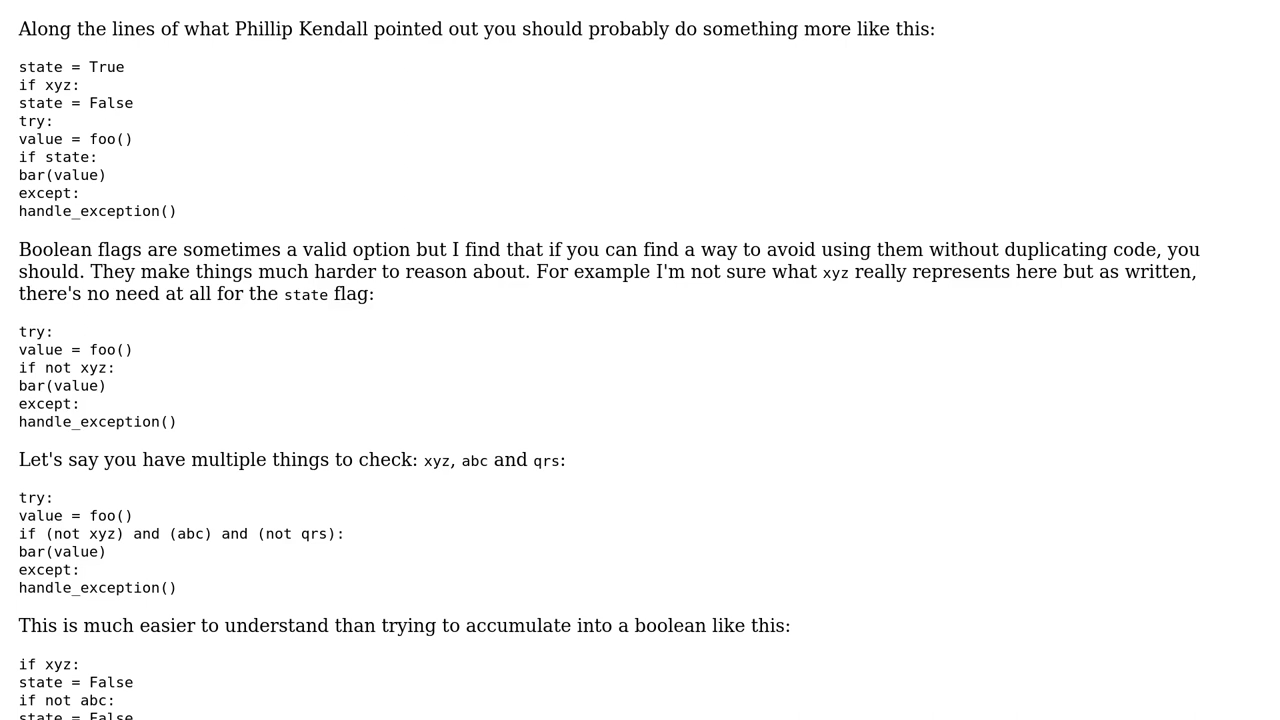 Along the lines of what Phillip Kendall pointed out you should probably do something more like this:
state = True
if xyz:
state = False
try:
value = foo()
if state:
bar(value)
except:
handle_exception()
Boolean flags are sometimes a valid option but I find that if you can find a way to avoid using them without duplicating code, you
should. They make things much harder to reason about. For example I'm not sure what xyz really represents here but as written,
there's no need at all for the state flag:
try:
value = foo()
if not xyz:
bar(value)
except:
handle_exception()
Let's say you have multiple things to check: xyz, abc and qrs:
try:
value = foo()
if (not xyz) and (abc) and (not qrs):
bar(value)
except:
handle_exception()
This is much easier to understand than trying to accumulate into a boolean like this:
if xyz:
state = False
if not abc:
state = False